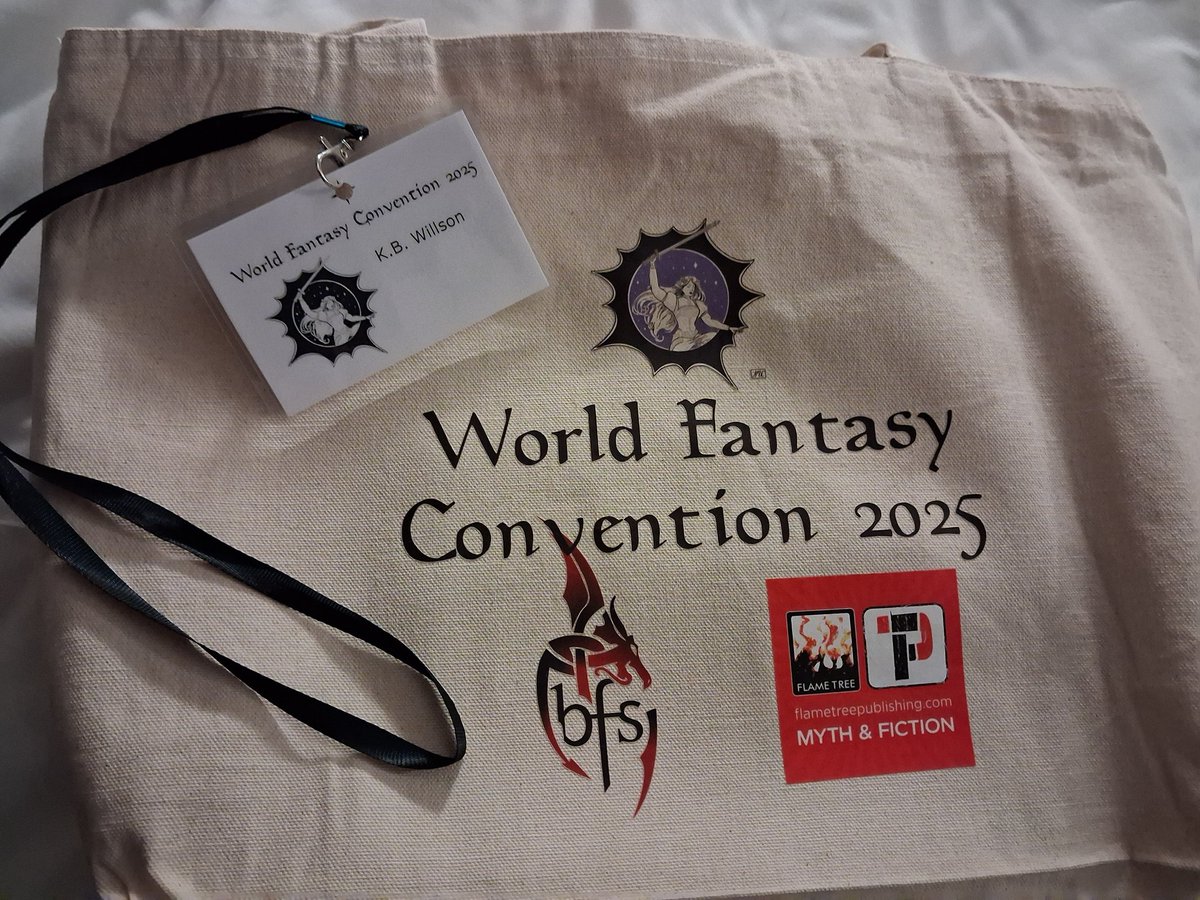 World Fantasy Convention 2025
K.B. Willson
World Fantasy
Convention 2025
bfs
FLAME TREE
flametreepublishing.com
MYTH & FICTION